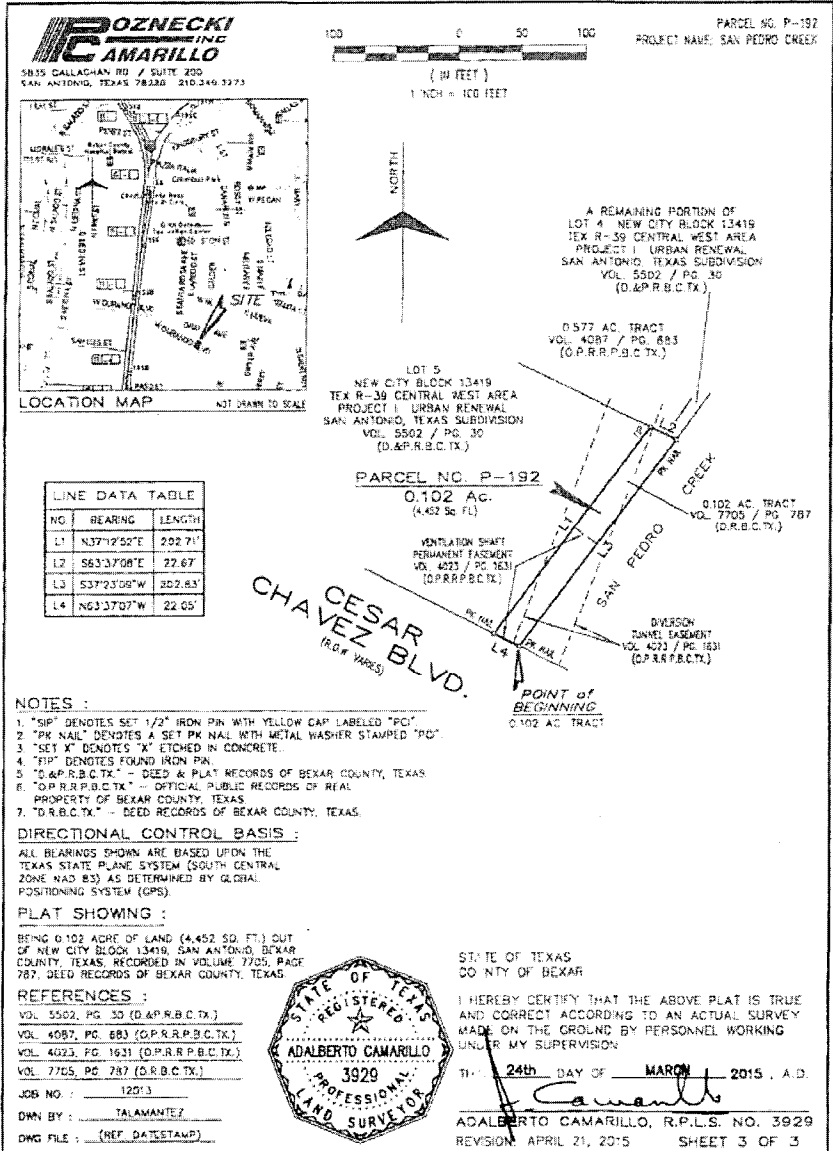 POZNECKI
INC
CAMARILLO
5835 CALLAGHAN RD / SUITE 200
SAN ANTONIO, TEXAS 78228 210.349.3273
100 0 50 100
( IN FEET )
1 INCH = 100 FEET
PARCEL NO. P-192
PROJECT NAME: SAN PEDRO CREEK
SITE
LOCATION MAP NOT DRAWN TO SCALE
NORTH
A REMAINING PORTION OF
LOT 4 NEW CITY BLOCK 13419
TEX R-39 CENTRAL WEST AREA
PROJECT I URBAN RENEWAL
SAN ANTONIO, TEXAS SUBDIVISION
VOL. 5502 / PG. 30
(D.&P.R.B.C.TX.)
0.577 AC. TRACT
VOL. 4087 / PG. 683
(O.P.R.R.P.B.C.TX.)
LOT 5
NEW CITY BLOCK 13419
TEX R-39 CENTRAL WEST AREA
PROJECT I URBAN RENEWAL
SAN ANTONIO, TEXAS SUBDIVISION
VOL. 5502 / PG. 30
(D.&P.R.B.C.TX.)
PARCEL NO. P-192
0.102 Ac.
(4,452 Sq. Ft.)
FIP
L2
PK NAIL
L1
L3
SAN PEDRO CREEK
0.102 AC. TRACT
VOL. 7705 / PG. 787
(D.R.B.C.TX.)
VENTILATION SHAFT
PERMANENT EASEMENT
VOL. 4023 / PG. 1631
(O.P.R.R.P.B.C.TX.)
DIVERSION
TUNNEL EASEMENT
VOL. 4023 / PG. 1631
(O.P.R.R.P.B.C.TX.)
PK NAIL
L4
PK NAIL
POINT of
BEGINNING
0.102 AC TRACT
CESAR
CHAVEZ BLVD.
(R.O.W VARIES)
LINE DATA TABLE
NO. BEARING LENGTH
L1 N37°12'52"E 202.71'
L2 S63°37'08"E 22.67'
L3 S37°23'09"W 202.83'
L4 N63°37'07"W 22.05'
NOTES :
1. "SIP" DENOTES SET 1/2" IRON PIN WITH YELLOW CAP LABELED "PCI".
2. "PK NAIL" DENOTES A SET PK NAIL WITH METAL WASHER STAMPED "PCI".
3. "SET X" DENOTES "X" ETCHED IN CONCRETE.
4. "FIP" DENOTES FOUND IRON PIN.
5 "D.&P.R.B.C.TX." - DEED & PLAT RECORDS OF BEXAR COUNTY, TEXAS
6. "O.P.R.R.P.B.C.TX." - OFFICIAL PUBLIC RECORDS OF REAL
PROPERTY OF BEXAR COUNTY, TEXAS
7. "D.R.B.C.TX." - DEED RECORDS OF BEXAR COUNTY, TEXAS.
DIRECTIONAL CONTROL BASIS :
ALL BEARINGS SHOWN ARE BASED UPON THE
TEXAS STATE PLANE SYSTEM (SOUTH CENTRAL
ZONE NAD 83) AS DETERMINED BY GLOBAL
POSITIONING SYSTEM (GPS).
PLAT SHOWING :
BEING 0.102 ACRE OF LAND (4,452 SQ. FT.) OUT
OF NEW CITY BLOCK 13419, SAN ANTONIO, BEXAR
COUNTY, TEXAS, RECORDED IN VOLUME 7705, PAGE
787, DEED RECORDS OF BEXAR COUNTY, TEXAS.
REFERENCES :
VOL. 5502, PG. 30 (D.&P.R.B.C.TX.)
VOL. 4087, PG. 683 (O.P.R.R.P.B.C.TX.)
VOL. 4023, PG. 1631 (O.P.R.R.P.B.C.TX.)
VOL. 7705, PG. 787 (D.R.B.C.TX.)
JOB NO. : 12013
DWN BY : TALAMANTEZ
DWG FILE : (REF. DATESTAMP)
STATE OF TEXAS
REGISTERED
ADALBERTO CAMARILLO
3929
PROFESSIONAL
LAND SURVEYOR
STATE OF TEXAS
COUNTY OF BEXAR
I HEREBY CERTIFY THAT THE ABOVE PLAT IS TRUE
AND CORRECT ACCORDING TO AN ACTUAL SURVEY
MADE ON THE GROUND BY PERSONNEL WORKING
UNDER MY SUPERVISION
THIS 24th DAY OF MARCH 2015 , A.D.
ADALBERTO CAMARILLO, R.P.L.S. NO. 3929
REVISION: APRIL 21, 2015 SHEET 3 OF 3